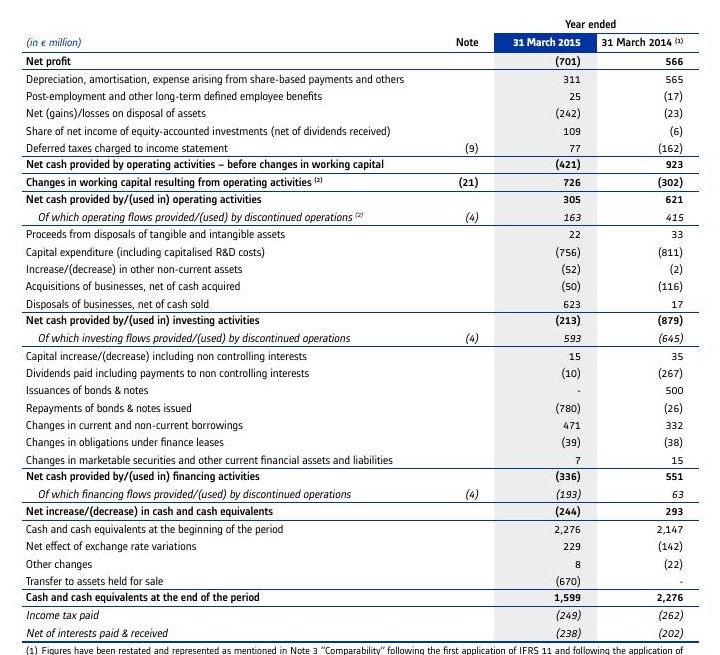 Year ended
(in € million) Note 31 March 2015 31 March 2014 (1)
Net profit (701) 566
Depreciation, amortisation, expense arising from share-based payments and others 311 565
Post-employment and other long-term defined employee benefits 25 (17)
Net (gains)/losses on disposal of assets (242) (23)
Share of net income of equity-accounted investments (net of dividends received) 109 (6)
Deferred taxes charged to income statement (9) 77 (162)
Net cash provided by operating activities – before changes in working capital (421) 923
Changes in working capital resulting from operating activities (2) (21) 726 (302)
Net cash provided by/(used in) operating activities 305 621
Of which operating flows provided/(used) by discontinued operations (2) (4) 163 415
Proceeds from disposals of tangible and intangible assets 22 33
Capital expenditure (including capitalised R&D costs) (756) (811)
Increase/(decrease) in other non-current assets (52) (2)
Acquisitions of businesses, net of cash acquired (50) (116)
Disposals of businesses, net of cash sold 623 17
Net cash provided by/(used in) investing activities (213) (879)
Of which investing flows provided/(used) by discontinued operations (4) 593 (645)
Capital increase/(decrease) including non controlling interests 15 35
Dividends paid including payments to non controlling interests (10) (267)
Issuances of bonds & notes - 500
Repayments of bonds & notes issued (780) (26)
Changes in current and non-current borrowings 471 332
Changes in obligations under finance leases (39) (38)
Changes in marketable securities and other current financial assets and liabilities 7 15
Net cash provided by/(used in) financing activities (336) 551
Of which financing flows provided/(used) by discontinued operations (4) (193) 63
Net increase/(decrease) in cash and cash equivalents (244) 293
Cash and cash equivalents at the beginning of the period 2,276 2,147
Net effect of exchange rate variations 229 (142)
Other changes 8 (22)
Transfer to assets held for sale (670) -
Cash and cash equivalents at the end of the period 1,599 2,276
Income tax paid (249) (262)
Net of interests paid & received (238) (202)
(1) Figures have been restated and represented as mentioned in Note 3 "Comparability" following the first application of IFRS 11 and following the application of